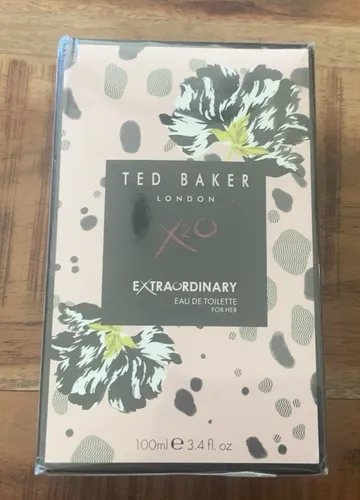 TED BAKER
LONDON
X2O
EXTRAORDINARY
EAU DE TOILETTE
FOR HER
100ml e 3.4 fl. oz